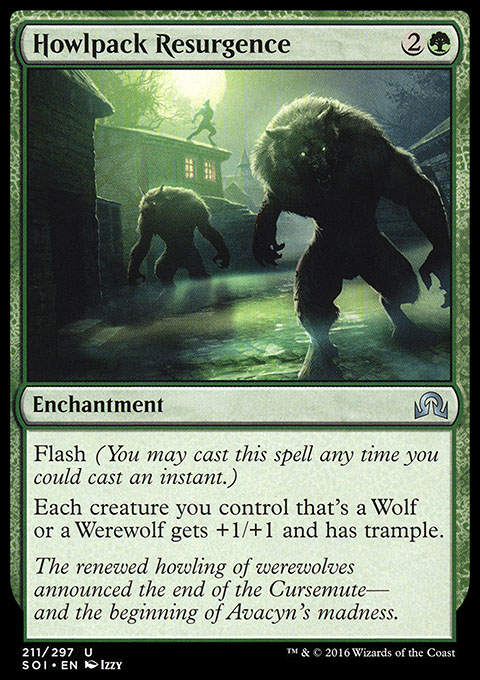 Howlpack Resurgence 2
Enchantment
Flash (You may cast this spell any time you
could cast an instant.)
Each creature you control that's a Wolf
or a Werewolf gets +1/+1 and has trample.
The renewed howling of werewolves
announced the end of the Cursemute—
and the beginning of Avacyn's madness.
211/297 U
SOI • EN Izzy
™ & © 2016 Wizards of the Coast